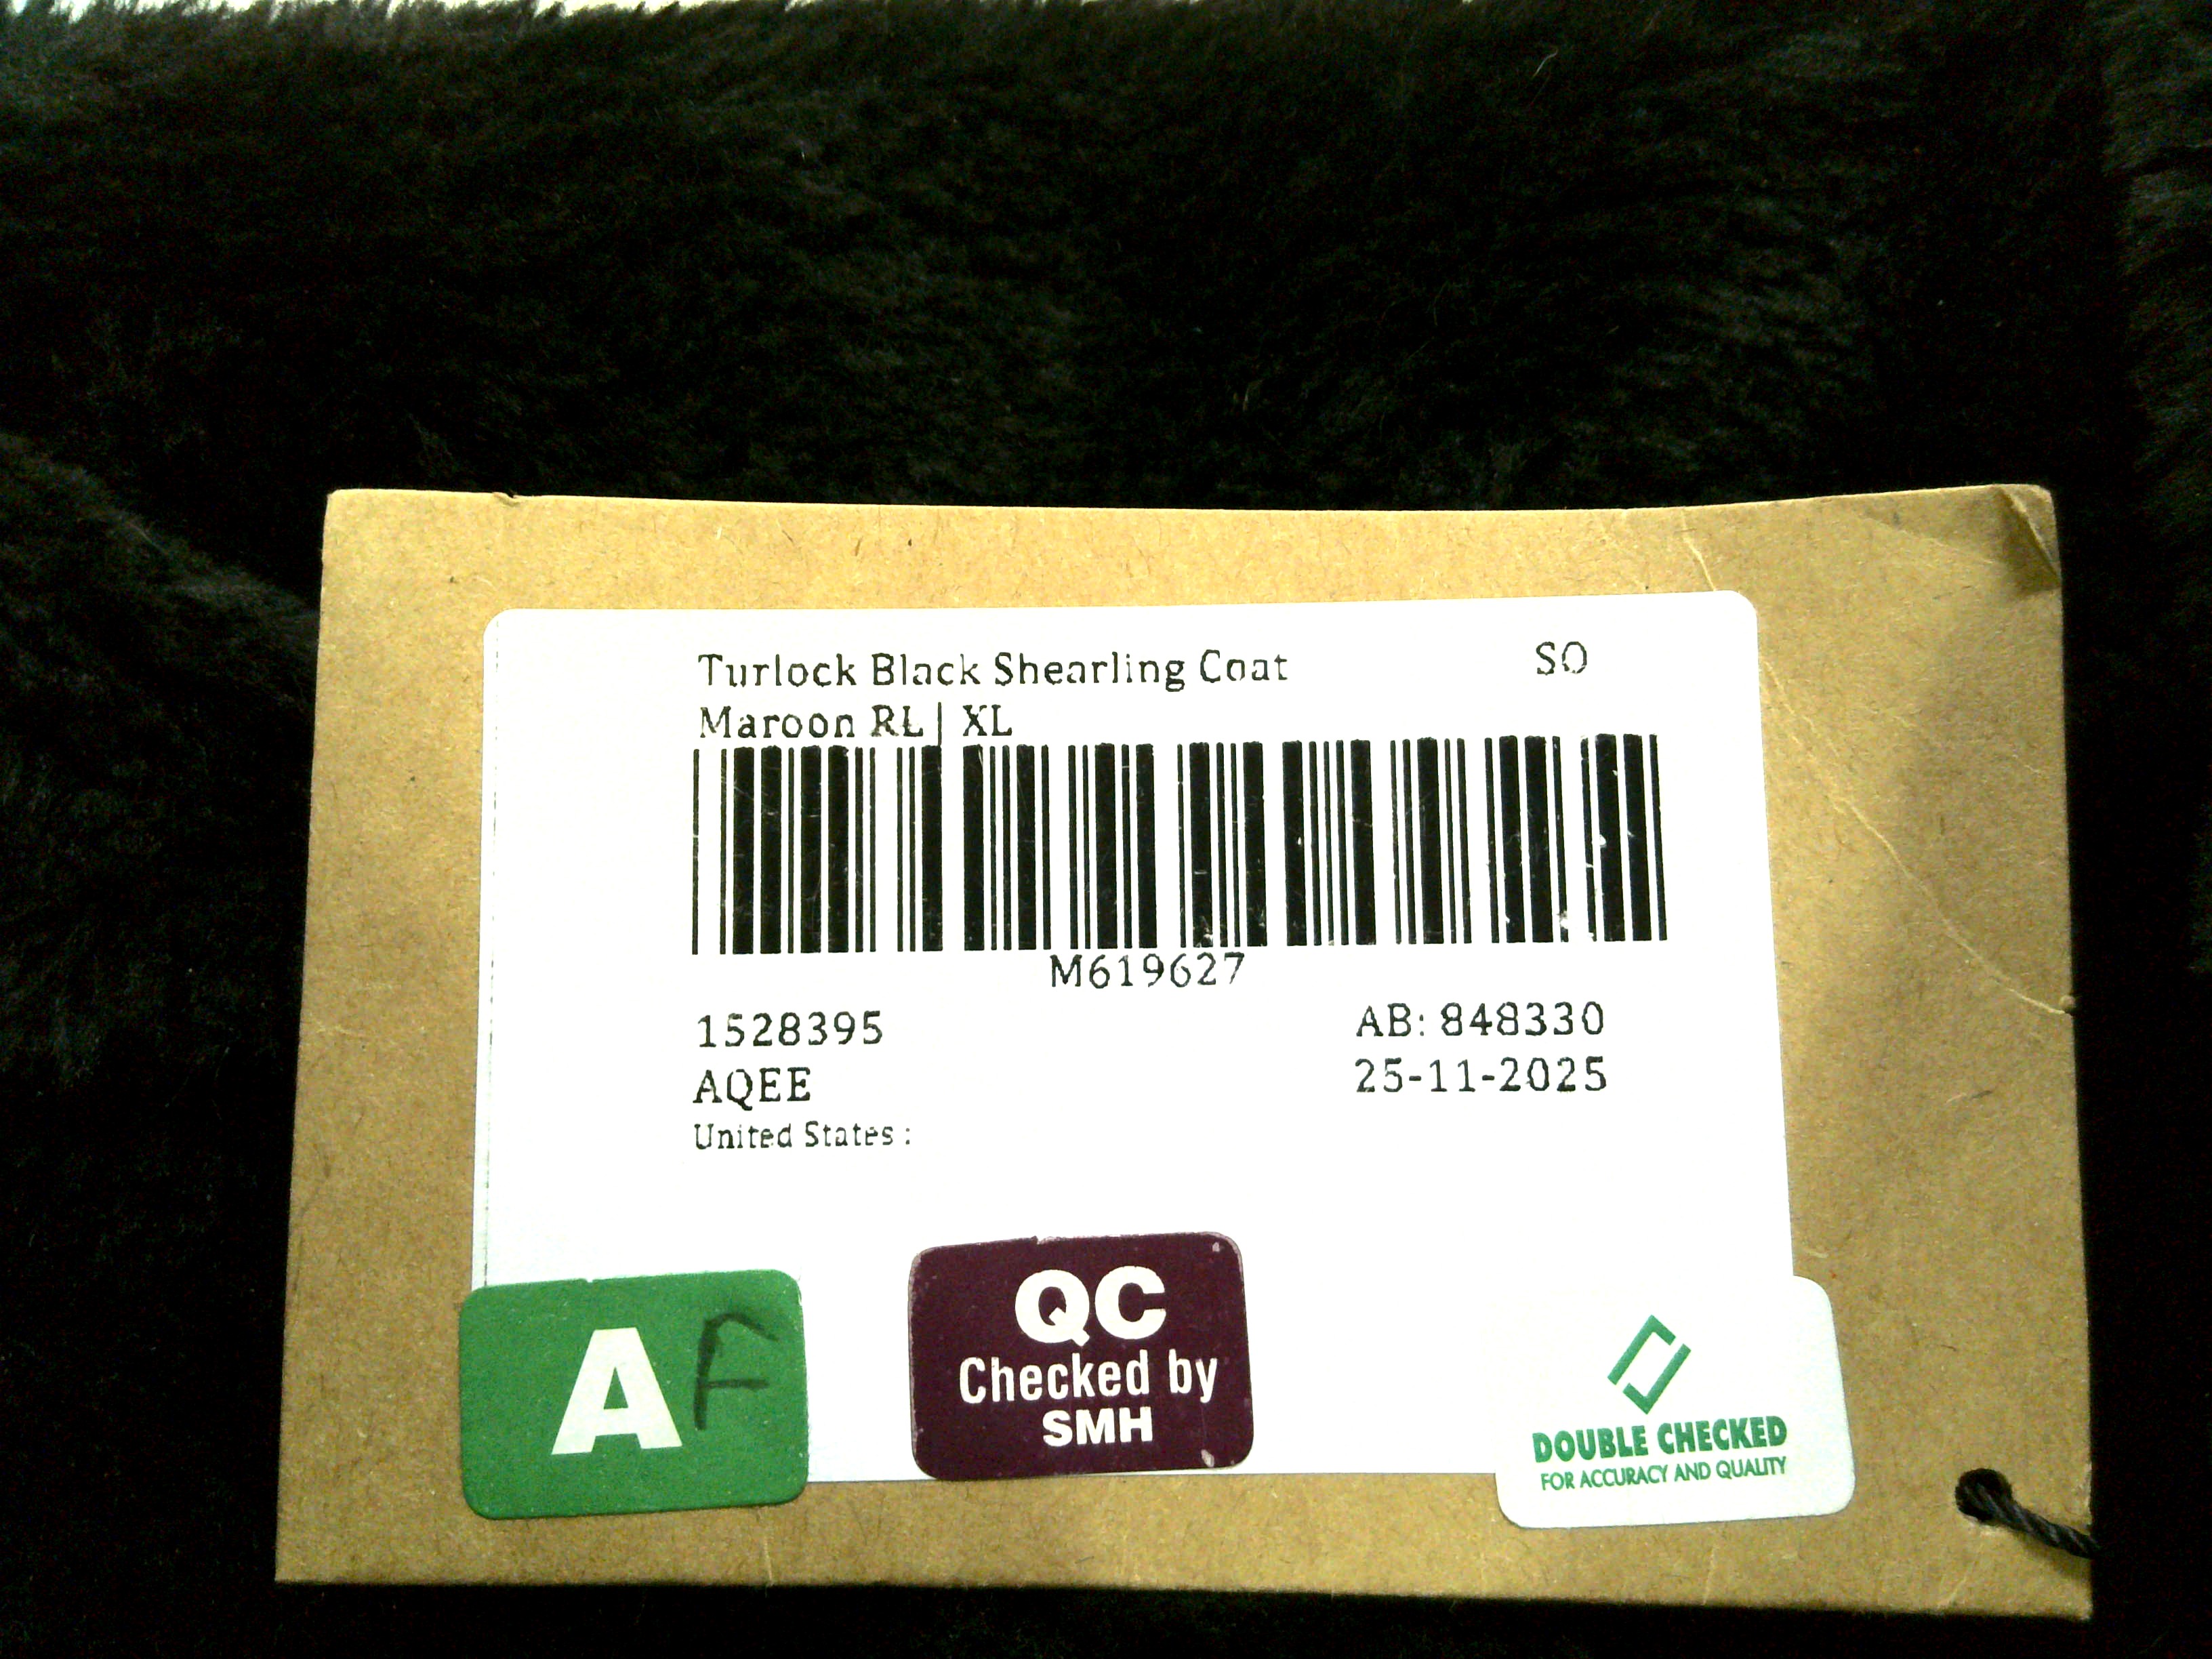 Turlock Black Shearling Coat SO
Maroon RL | XL
M619627
1528395 AB: 848330
AQEE 25-11-2025
United States :
A F
QC
Checked by
SMH
DOUBLE CHECKED
FOR ACCURACY AND QUALITY